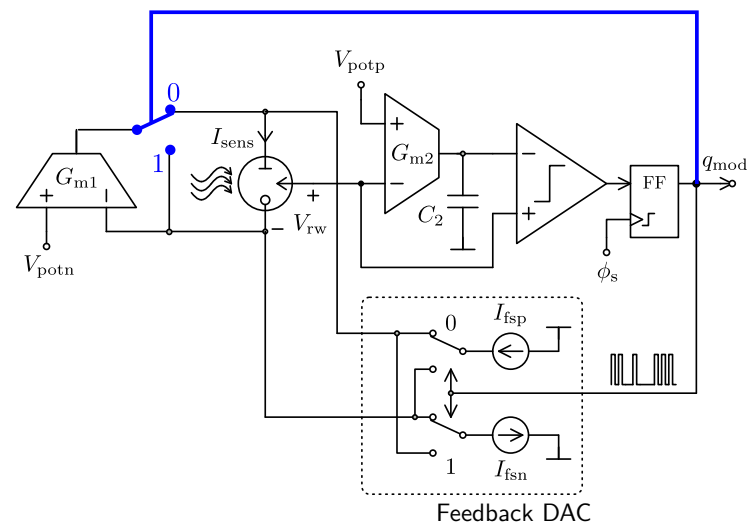 V_potp
0
I_sens
G_m1
+
1
V_potn
+
V_rw
−
+
G_m2
−
C_2
−
+
FF
q_mod
ϕ_s
0
I_fsp
1
I_fsn
Feedback DAC